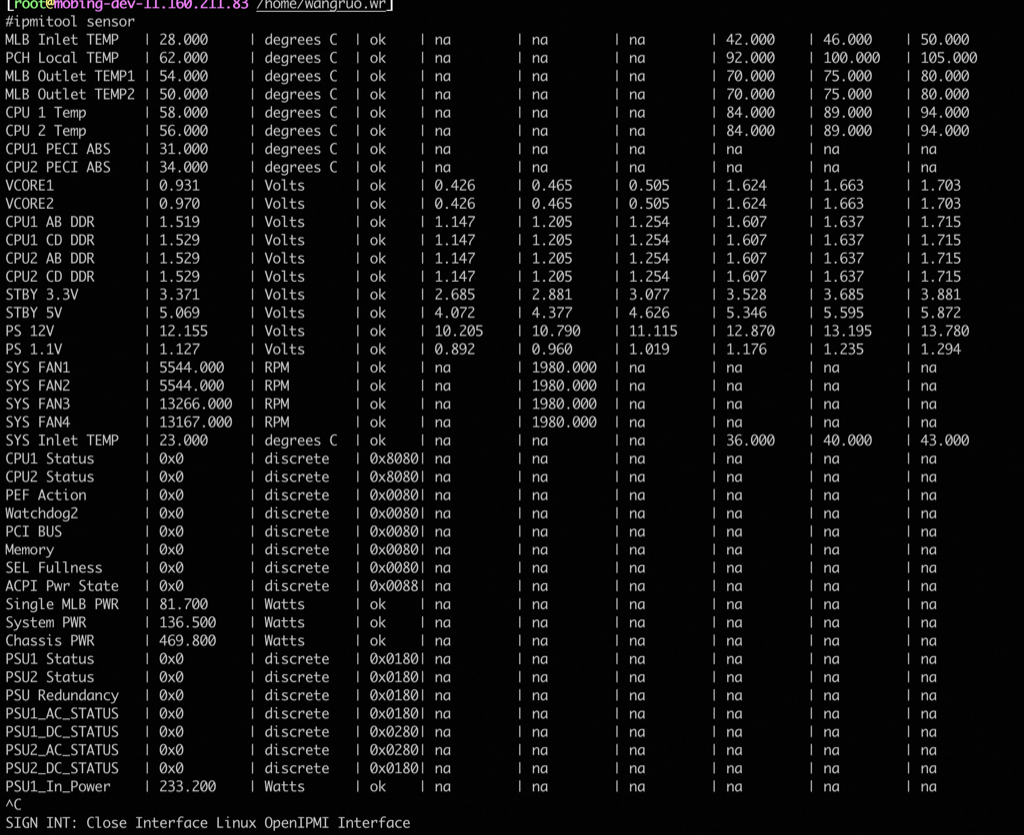 [root@mobing-dev-11.160.211.83 /home/wangruo.wr]
#ipmitool sensor
MLB Inlet TEMP | 28.000 | degrees C | ok | na | na | na | 42.000 | 46.000 | 50.000
PCH Local TEMP | 62.000 | degrees C | ok | na | na | na | 92.000 | 100.000 | 105.000
MLB Outlet TEMP1 | 54.000 | degrees C | ok | na | na | na | 70.000 | 75.000 | 80.000
MLB Outlet TEMP2 | 50.000 | degrees C | ok | na | na | na | 70.000 | 75.000 | 80.000
CPU 1 Temp | 58.000 | degrees C | ok | na | na | na | 84.000 | 89.000 | 94.000
CPU 2 Temp | 56.000 | degrees C | ok | na | na | na | 84.000 | 89.000 | 94.000
CPU1 PECI ABS | 31.000 | degrees C | ok | na | na | na | na | na | na
CPU2 PECI ABS | 34.000 | degrees C | ok | na | na | na | na | na | na
VCORE1 | 0.931 | Volts | ok | 0.426 | 0.465 | 0.505 | 1.624 | 1.663 | 1.703
VCORE2 | 0.970 | Volts | ok | 0.426 | 0.465 | 0.505 | 1.624 | 1.663 | 1.703
CPU1 AB DDR | 1.519 | Volts | ok | 1.147 | 1.205 | 1.254 | 1.607 | 1.637 | 1.715
CPU1 CD DDR | 1.529 | Volts | ok | 1.147 | 1.205 | 1.254 | 1.607 | 1.637 | 1.715
CPU2 AB DDR | 1.529 | Volts | ok | 1.147 | 1.205 | 1.254 | 1.607 | 1.637 | 1.715
CPU2 CD DDR | 1.529 | Volts | ok | 1.147 | 1.205 | 1.254 | 1.607 | 1.637 | 1.715
STBY 3.3V | 3.371 | Volts | ok | 2.685 | 2.881 | 3.077 | 3.528 | 3.685 | 3.881
STBY 5V | 5.069 | Volts | ok | 4.072 | 4.377 | 4.626 | 5.346 | 5.595 | 5.872
PS 12V | 12.155 | Volts | ok | 10.205 | 10.790 | 11.115 | 12.870 | 13.195 | 13.780
PS 1.1V | 1.127 | Volts | ok | 0.892 | 0.960 | 1.019 | 1.176 | 1.235 | 1.294
SYS FAN1 | 5544.000 | RPM | ok | na | 1980.000 | na | na | na | na
SYS FAN2 | 5544.000 | RPM | ok | na | 1980.000 | na | na | na | na
SYS FAN3 | 13266.000 | RPM | ok | na | 1980.000 | na | na | na | na
SYS FAN4 | 13167.000 | RPM | ok | na | 1980.000 | na | na | na | na
SYS Inlet TEMP | 23.000 | degrees C | ok | na | na | na | 36.000 | 40.000 | 43.000
CPU1 Status | 0x0 | discrete | 0x8080| na | na | na | na | na | na
CPU2 Status | 0x0 | discrete | 0x8080| na | na | na | na | na | na
PEF Action | 0x0 | discrete | 0x0080| na | na | na | na | na | na
Watchdog2 | 0x0 | discrete | 0x0080| na | na | na | na | na | na
PCI BUS | 0x0 | discrete | 0x0080| na | na | na | na | na | na
Memory | 0x0 | discrete | 0x0080| na | na | na | na | na | na
SEL Fullness | 0x0 | discrete | 0x0080| na | na | na | na | na | na
ACPI Pwr State | 0x0 | discrete | 0x0088| na | na | na | na | na | na
Single MLB PWR | 81.700 | Watts | ok | na | na | na | na | na | na
System PWR | 136.500 | Watts | ok | na | na | na | na | na | na
Chassis PWR | 469.800 | Watts | ok | na | na | na | na | na | na
PSU1 Status | 0x0 | discrete | 0x0180| na | na | na | na | na | na
PSU2 Status | 0x0 | discrete | 0x0180| na | na | na | na | na | na
PSU Redundancy | 0x0 | discrete | 0x0180| na | na | na | na | na | na
PSU1_AC_STATUS | 0x0 | discrete | 0x0180| na | na | na | na | na | na
PSU1_DC_STATUS | 0x0 | discrete | 0x0280| na | na | na | na | na | na
PSU2_AC_STATUS | 0x0 | discrete | 0x0280| na | na | na | na | na | na
PSU2_DC_STATUS | 0x0 | discrete | 0x0180| na | na | na | na | na | na
PSU1_In_Power | 233.200 | Watts | ok | na | na | na | na | na | na
^C
SIGN INT: Close Interface Linux OpenIPMI Interface